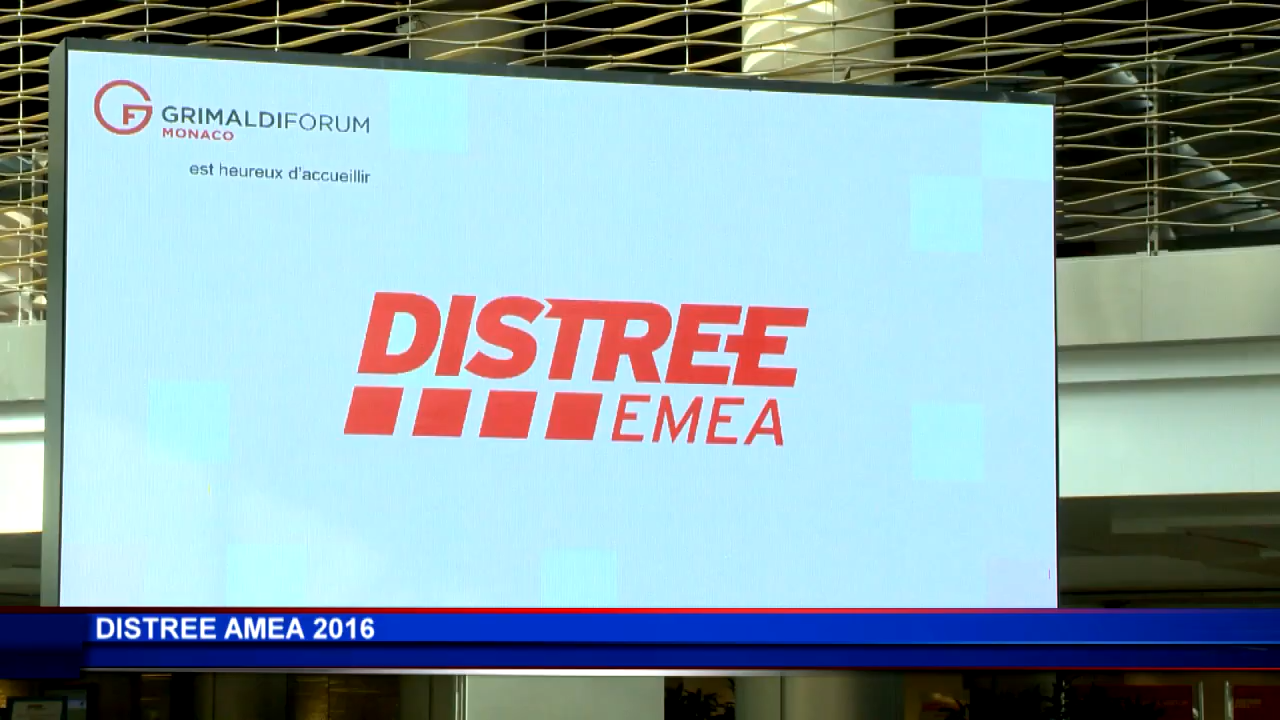 GRIMALDIFORUM
MONACO
est heureux d'accueillir
DISTREE
EMEA
DISTREE AMEA 2016